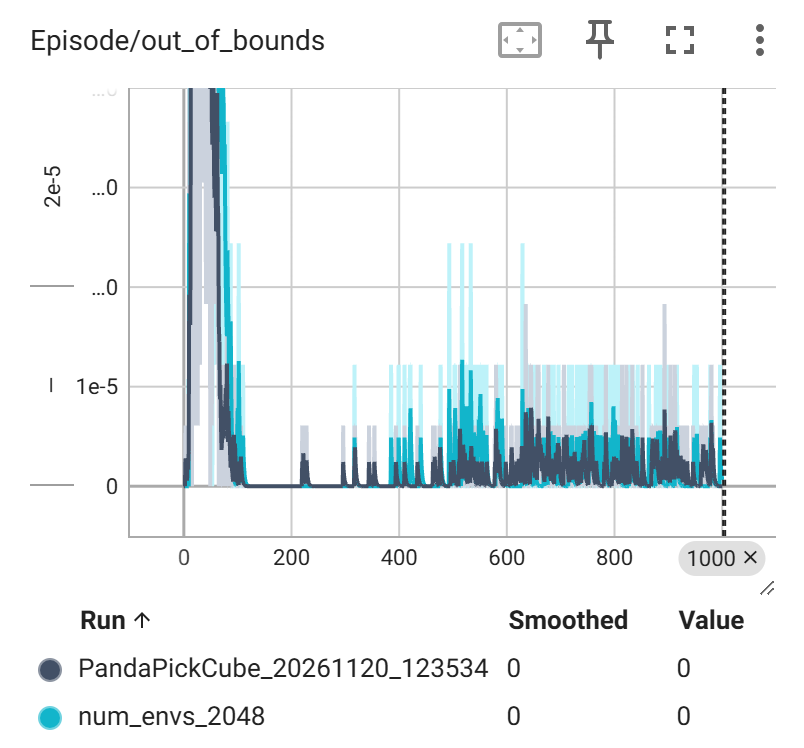 Episode/out_of_bounds
...0
2e-5
...0
...0
1e-5
0
0 200 400 600 800 1000 ×
Run ↑ Smoothed Value
PandaPickCube_20261120_123534 0 0
num_envs_2048 0 0